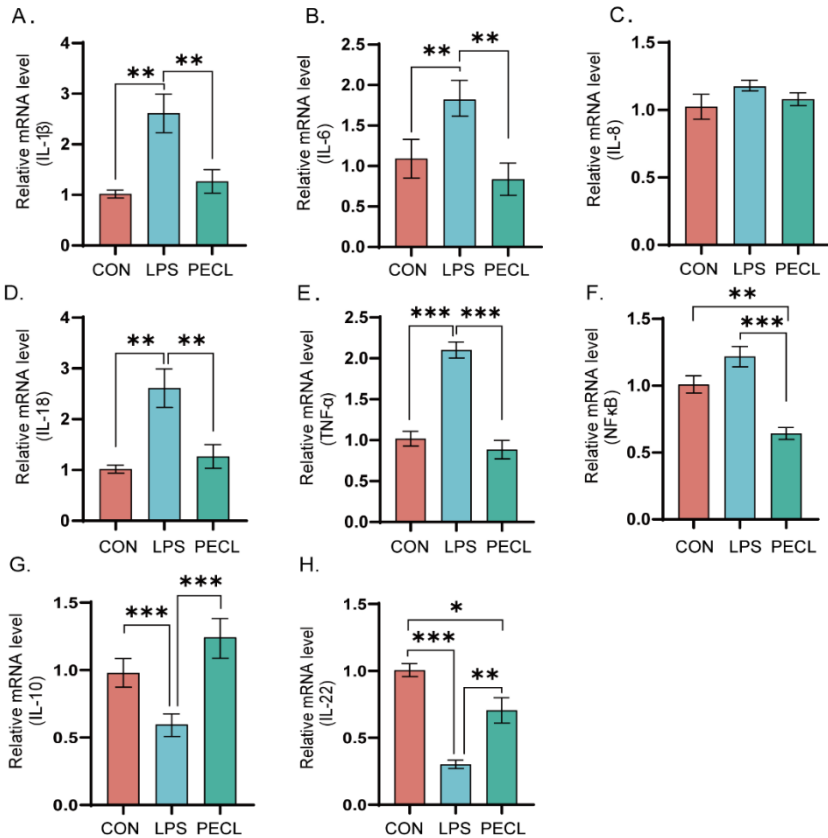 A.
Relative mRNA level
(IL-1β)
4
3
2
1
0
**
**
CON LPS PECL
B.
Relative mRNA level
(IL-6)
2.5
2.0
1.5
1.0
0.5
0.0
**
**
CON LPS PECL
C.
Relative mRNA level
(IL-8)
1.5
1.0
0.5
0.0
CON LPS PECL
D.
Relative mRNA level
(IL-18)
4
3
2
1
0
**
**
CON LPS PECL
E.
Relative mRNA level
(TNF-α)
2.5
2.0
1.5
1.0
0.5
0.0
***
***
CON LPS PECL
F.
Relative mRNA level
(NFκB)
1.5
1.0
0.5
0.0
**
***
CON LPS PECL
G.
Relative mRNA level
(IL-10)
1.5
1.0
0.5
0.0
***
***
CON LPS PECL
H.
Relative mRNA level
(IL-22)
1.5
1.0
0.5
0.0
*
***
**
CON LPS PECL